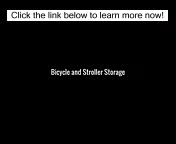 Click the link below to learn more now!
Bicycle and Stroller Storage